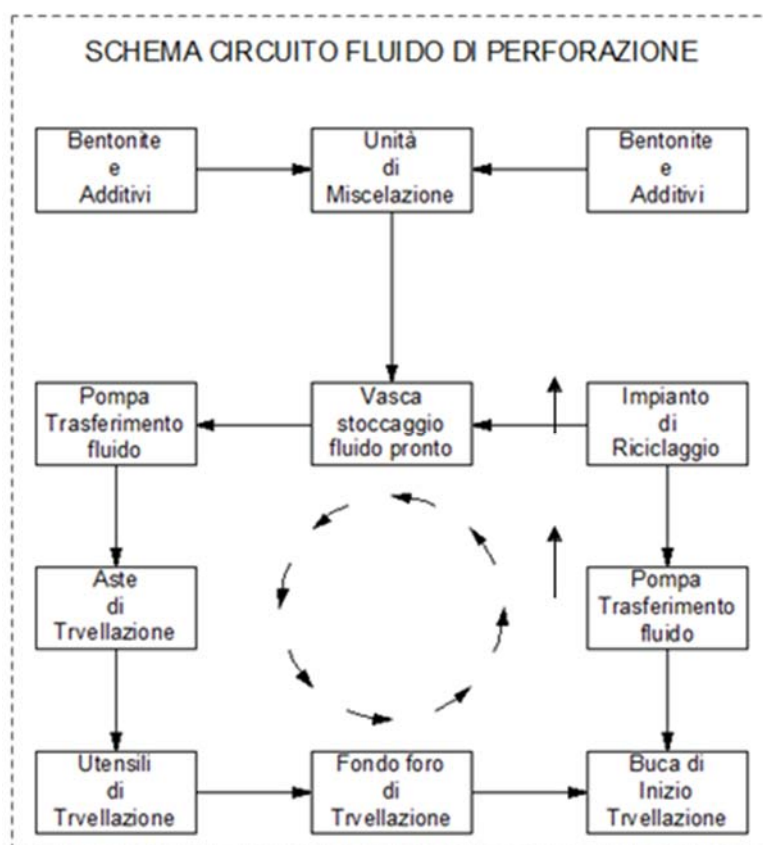 SCHEMA CIRCUITO FLUIDO DI PERFORAZIONE
Bentonite
e
Additivi
Unità
di
Miscelazione
Bentonite
e
Additivi
Pompa
Trasferimento
fluido
Vasca
stoccaggio
fluido pronto
Impianto
di
Riciclaggio
Aste
di
Trvellazione
Pompa
Trasferimento
fluido
Utensili
di
Trvellazione
Fondo foro
di
Trvellazione
Buca di
Inizio
Trvellazione